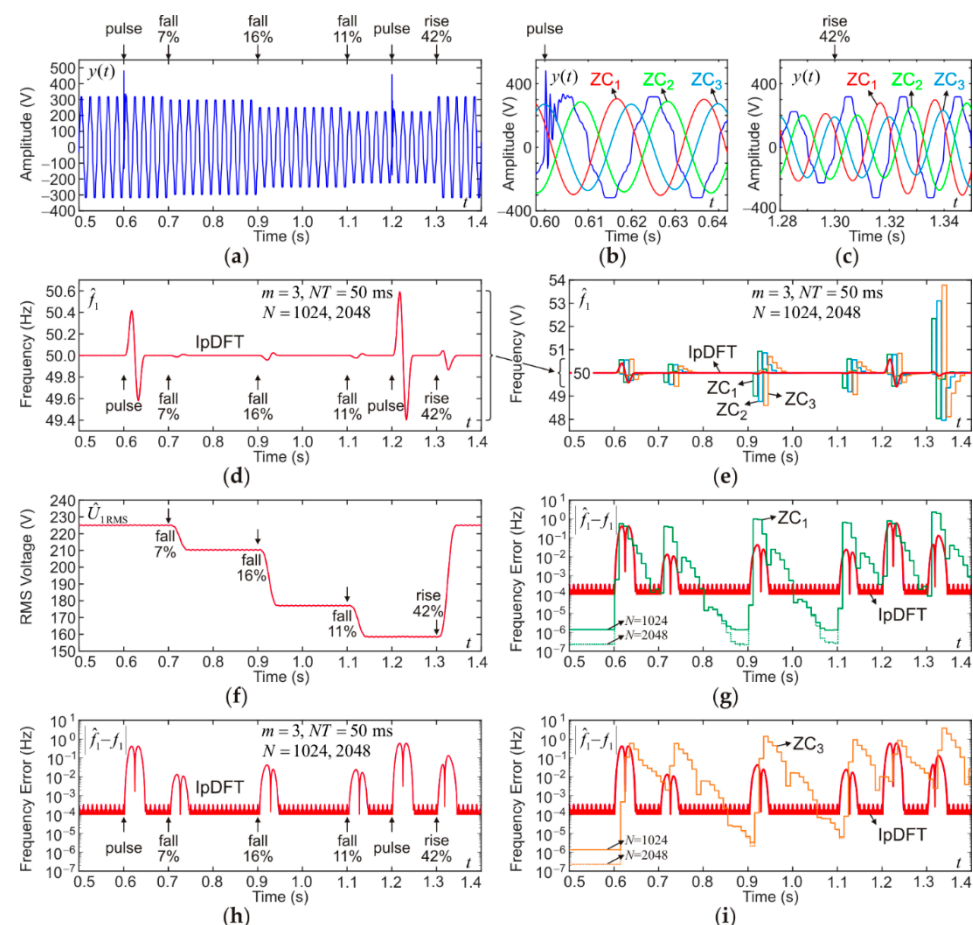 pulse fall 7% fall 16% fall 11% pulse rise 42%
y(t)
Amplitude (V)
500 400 300 200 100 0 −100 −200 −300 −400
0.5 0.6 0.7 0.8 0.9 1.0 1.1 1.2 1.3 1.4
t
Time (s)
(a)
pulse
y(t) ZC1 ZC2 ZC3
Amplitude (V)
400 0 −400
0.60 0.61 0.62 0.63 0.64
t
Time (s)
(b)
rise 42%
y(t) ZC1 ZC2 ZC3
Amplitude (V)
400 0 −400
1.28 1.30 1.32 1.34
t
Time (s)
(c)
f̂1
m = 3, NT = 50 ms
N = 1024, 2048
IpDFT
Frequency (Hz)
50.6 50.4 50.2 50.0 49.8 49.6 49.4
pulse fall 7% fall 16% fall 11% pulse rise 42%
0.5 0.6 0.7 0.8 0.9 1.0 1.1 1.2 1.3 1.4
t
Time (s)
(d)
f̂1
m = 3, NT = 50 ms
N = 1024, 2048
IpDFT
ZC1
ZC2
ZC3
Frequency (V)
54 53 52 51 50 49 48
0.5 0.6 0.7 0.8 0.9 1.0 1.1 1.2 1.3 1.4
t
Time (s)
(e)
Û1RMS
RMS Voltage (V)
240 230 220 210 200 190 180 170 160 150
fall 7%
fall 16%
fall 11%
rise 42%
0.5 0.6 0.7 0.8 0.9 1.0 1.1 1.2 1.3 1.4
t
Time (s)
(f)
|f̂1−f1|
ZC1
IpDFT
N=1024
N=2048
Frequency Error (Hz)
10^1 10^0 10^−1 10^−2 10^−3 10^−4 10^−5 10^−6 10^−7
0.5 0.6 0.7 0.8 0.9 1.0 1.1 1.2 1.3 1.4
t
Time (s)
(g)
|f̂1−f1|
m = 3, NT = 50 ms
N = 1024, 2048
IpDFT
Frequency Error (Hz)
10^1 10^0 10^−1 10^−2 10^−3 10^−4 10^−5 10^−6 10^−7
pulse fall 7% fall 16% fall 11% pulse rise 42%
0.5 0.6 0.7 0.8 0.9 1.0 1.1 1.2 1.3 1.4
t
Time (s)
(h)
|f̂1−f1|
ZC3
IpDFT
N=1024
N=2048
Frequency Error (Hz)
10^1 10^0 10^−1 10^−2 10^−3 10^−4 10^−5 10^−6 10^−7
0.5 0.6 0.7 0.8 0.9 1.0 1.1 1.2 1.3 1.4
t
Time (s)
(i)